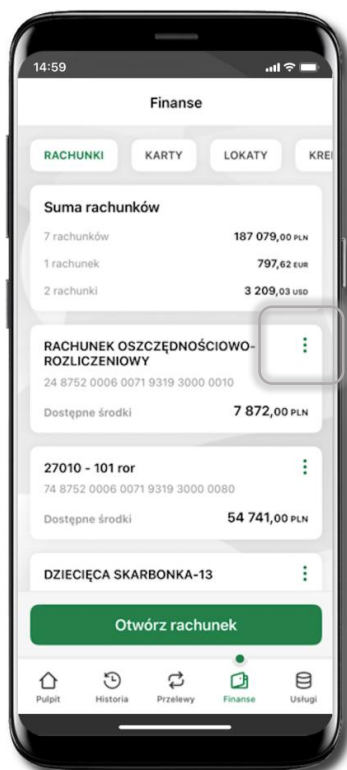 14:59
Finanse
RACHUNKI KARTY LOKATY KRE
Suma rachunków
7 rachunków 187 079,00 PLN
1 rachunek 797,62 EUR
2 rachunki 3 209,03 USD
RACHUNEK OSZCZĘDNOŚCIOWO-
ROZLICZENIOWY
24 8752 0006 0071 9319 3000 0010
Dostępne środki 7 872,00 PLN
27010 - 101 ror
74 8752 0006 0071 9319 3000 0080
Dostępne środki 54 741,00 PLN
DZIECIĘCA SKARBONKA-13
Otwórz rachunek
Pulpit Historia Przelewy Finanse Usługi